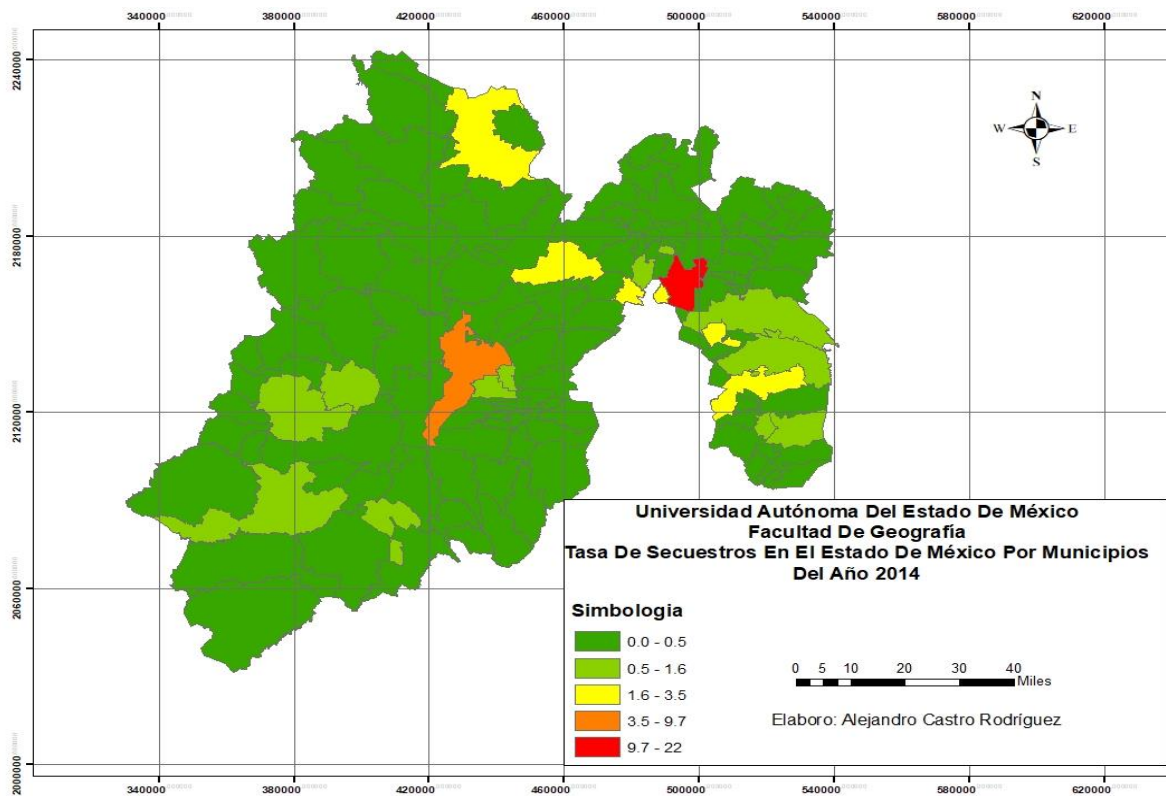 340000 380000 420000 460000 500000 540000 580000 620000
N
W E
S
2240000
2180000
2120000
2060000
2000000
Universidad Autónoma Del Estado De México
Facultad De Geografía
Tasa De Secuestros En El Estado De México Por Municipios
Del Año 2014
Simbologia
0.0 - 0.5
0.5 - 1.6
1.6 - 3.5
3.5 - 9.7
9.7 - 22
0 5 10 20 30 40
Miles
Elaboro: Alejandro Castro Rodríguez
340000 380000 420000 460000 500000 540000 580000 620000